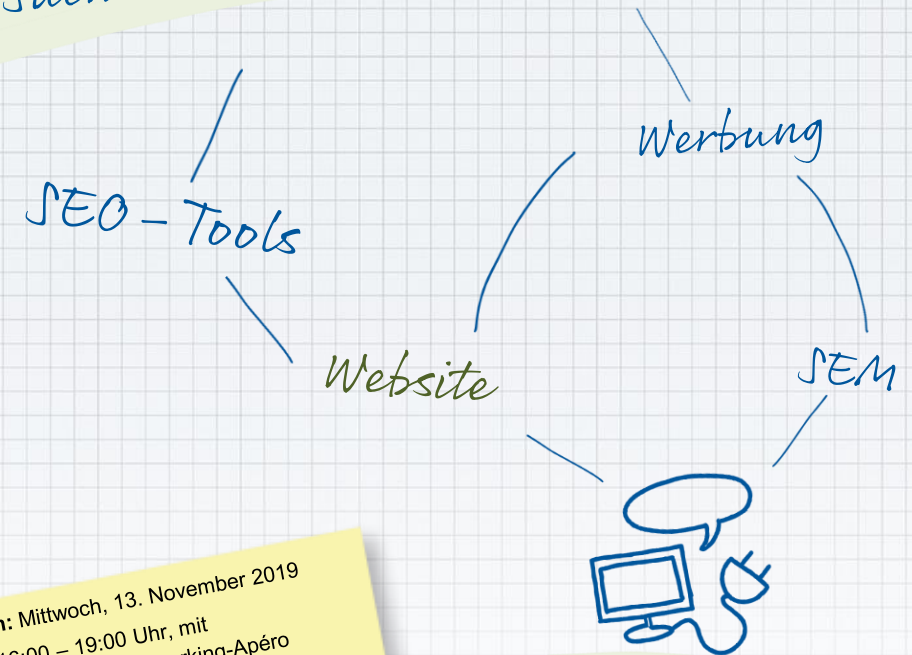 Werbung
SEO - Tools
Website
SEM
Mittwoch, 13. November 2019
– 19:00 Uhr, mit